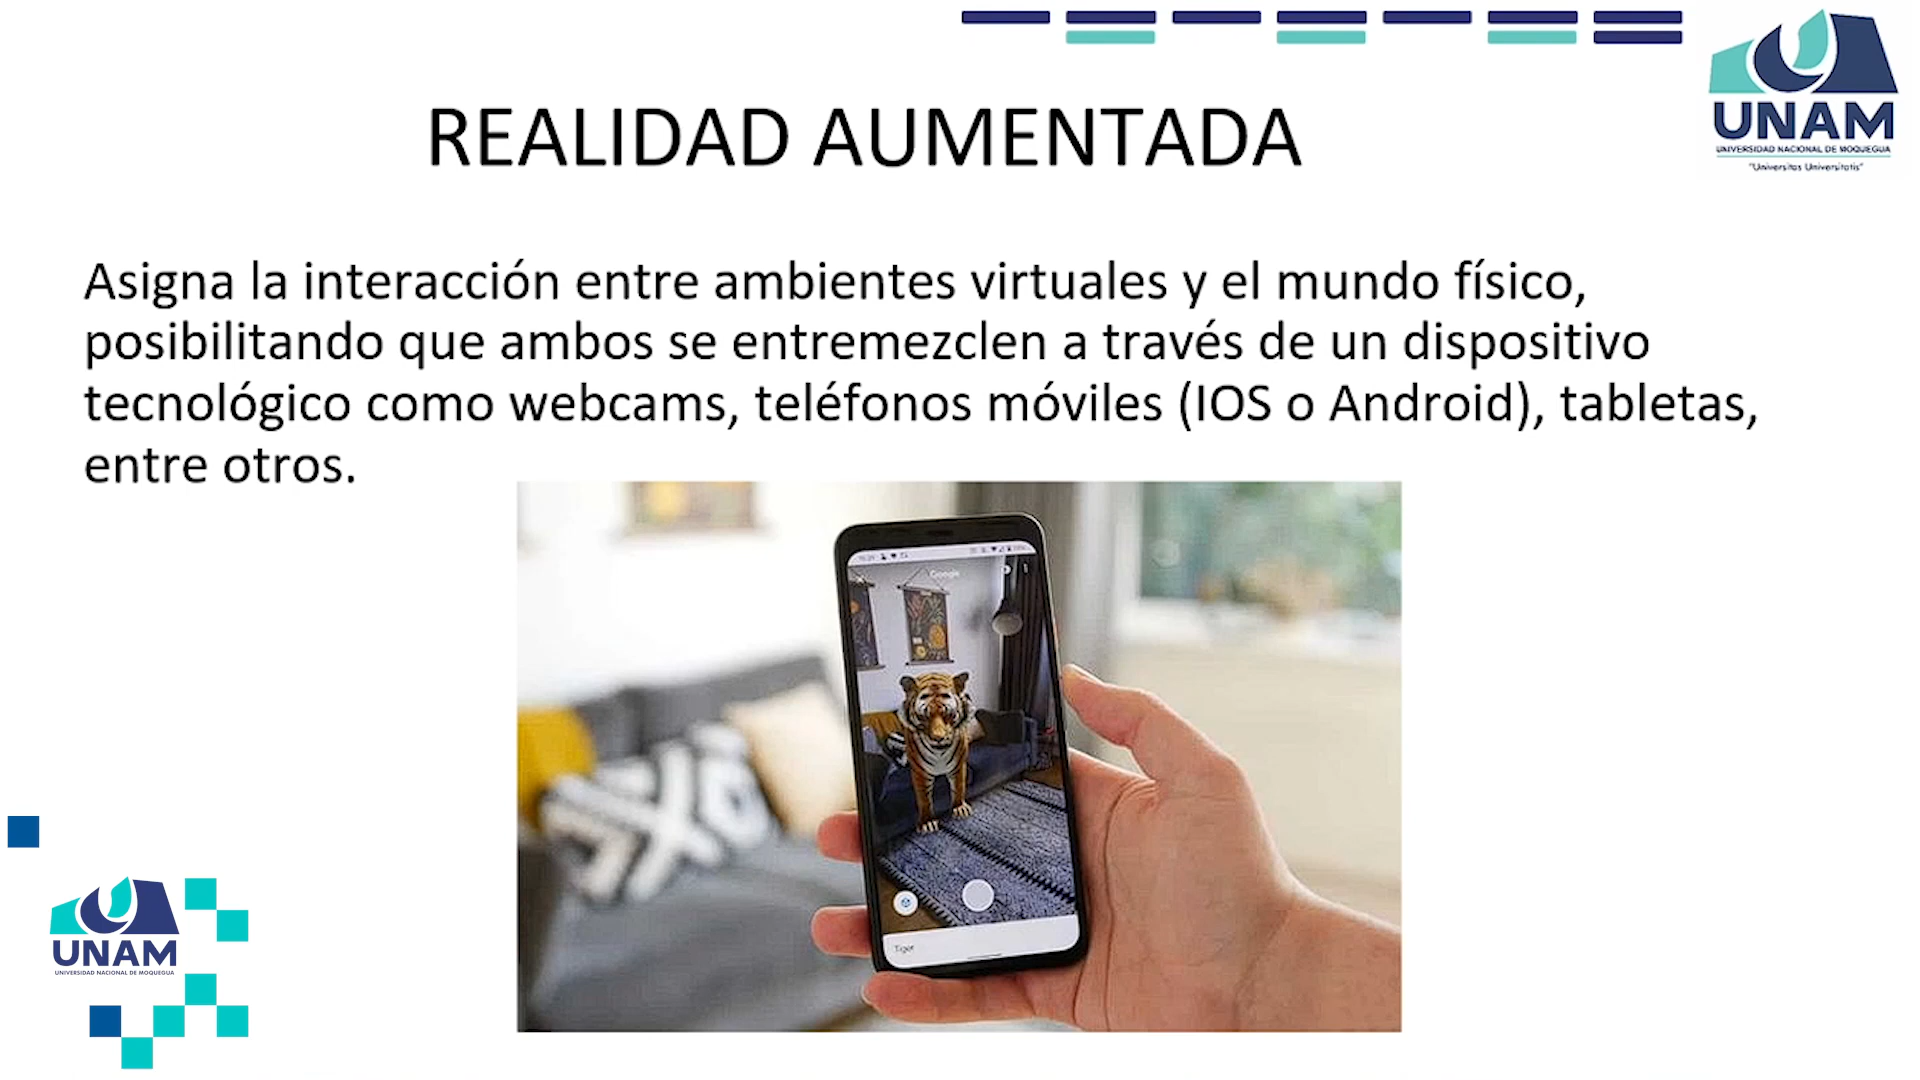 UNAM
UNIVERSIDAD NACIONAL DE MOQUEGUA
"Universitas Universitatis"
REALIDAD AUMENTADA
Asigna la interacción entre ambientes virtuales y el mundo físico,
posibilitando que ambos se entremezclen a través de un dispositivo
tecnológico como webcams, teléfonos móviles (IOS o Android), tabletas,
entre otros.
Google
Tiger
UNAM
UNIVERSIDAD NACIONAL DE MOQUEGUA